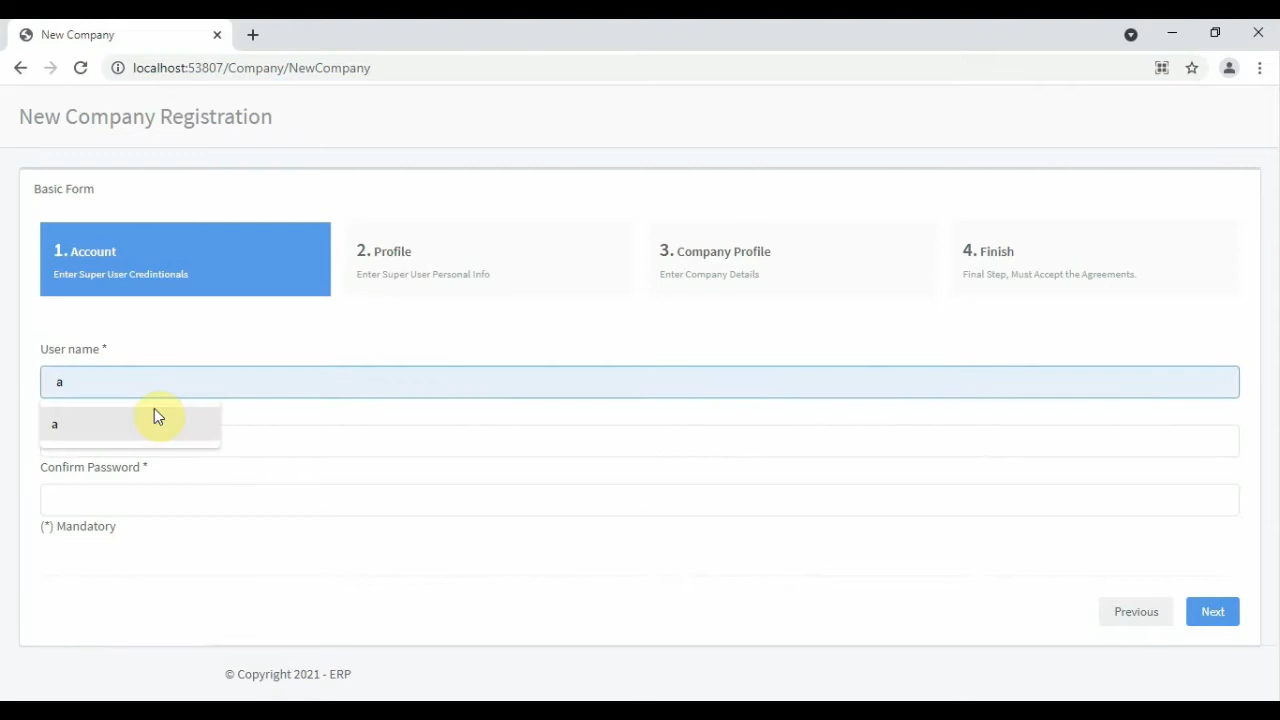 New Company
localhost:53807/Company/NewCompany
New Company Registration
Basic Form
1. Account
Enter Super User Credintionals
2. Profile
Enter Super User Personal Info
3. Company Profile
Enter Company Details
4. Finish
Final Step, Must Accept the Agreements.
User name *
a
a
Confirm Password *
(*) Mandatory
Previous
Next
© Copyright 2021 - ERP